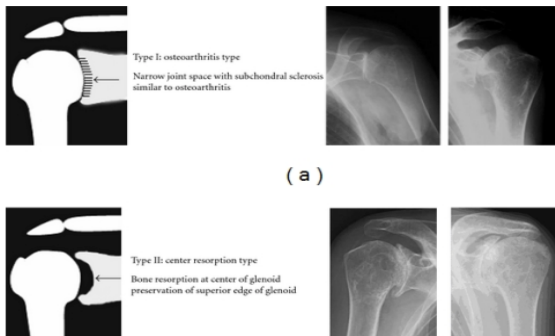 Type I: osteoarthritis type
Narrow joint space with subchondral sclerosis
similar to osteoarthritis
(a)
Type II: center resorption type
Bone resorption at center of glenoid
preservation of superior edge of glenoid